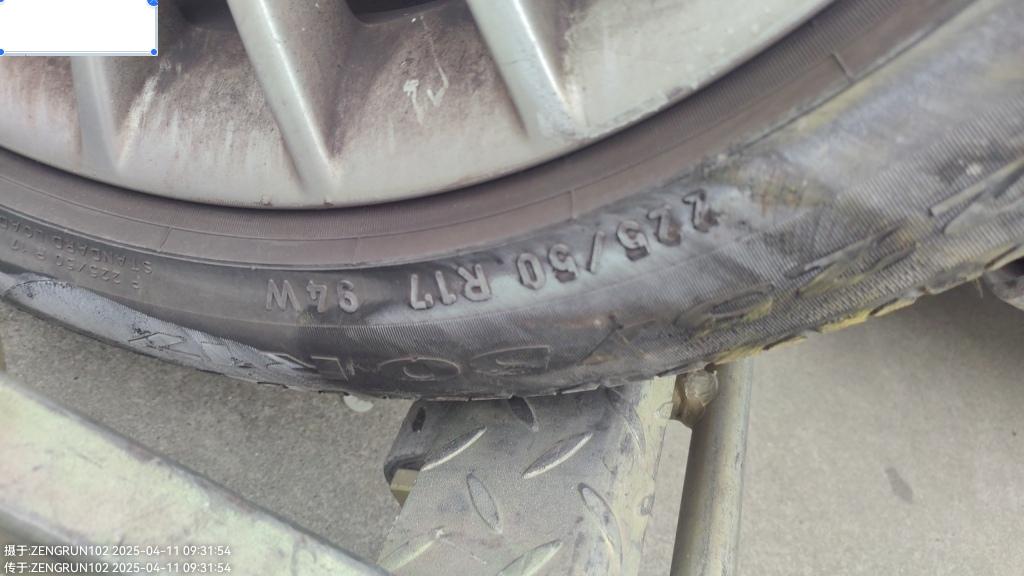 225/50 R17 94W
225/50 R17
STANDARD LOAD
摄于:ZENGRUN102 2025-04-11 09:31:54
传于:ZENGRUN102 2025-04-11 09:31:54